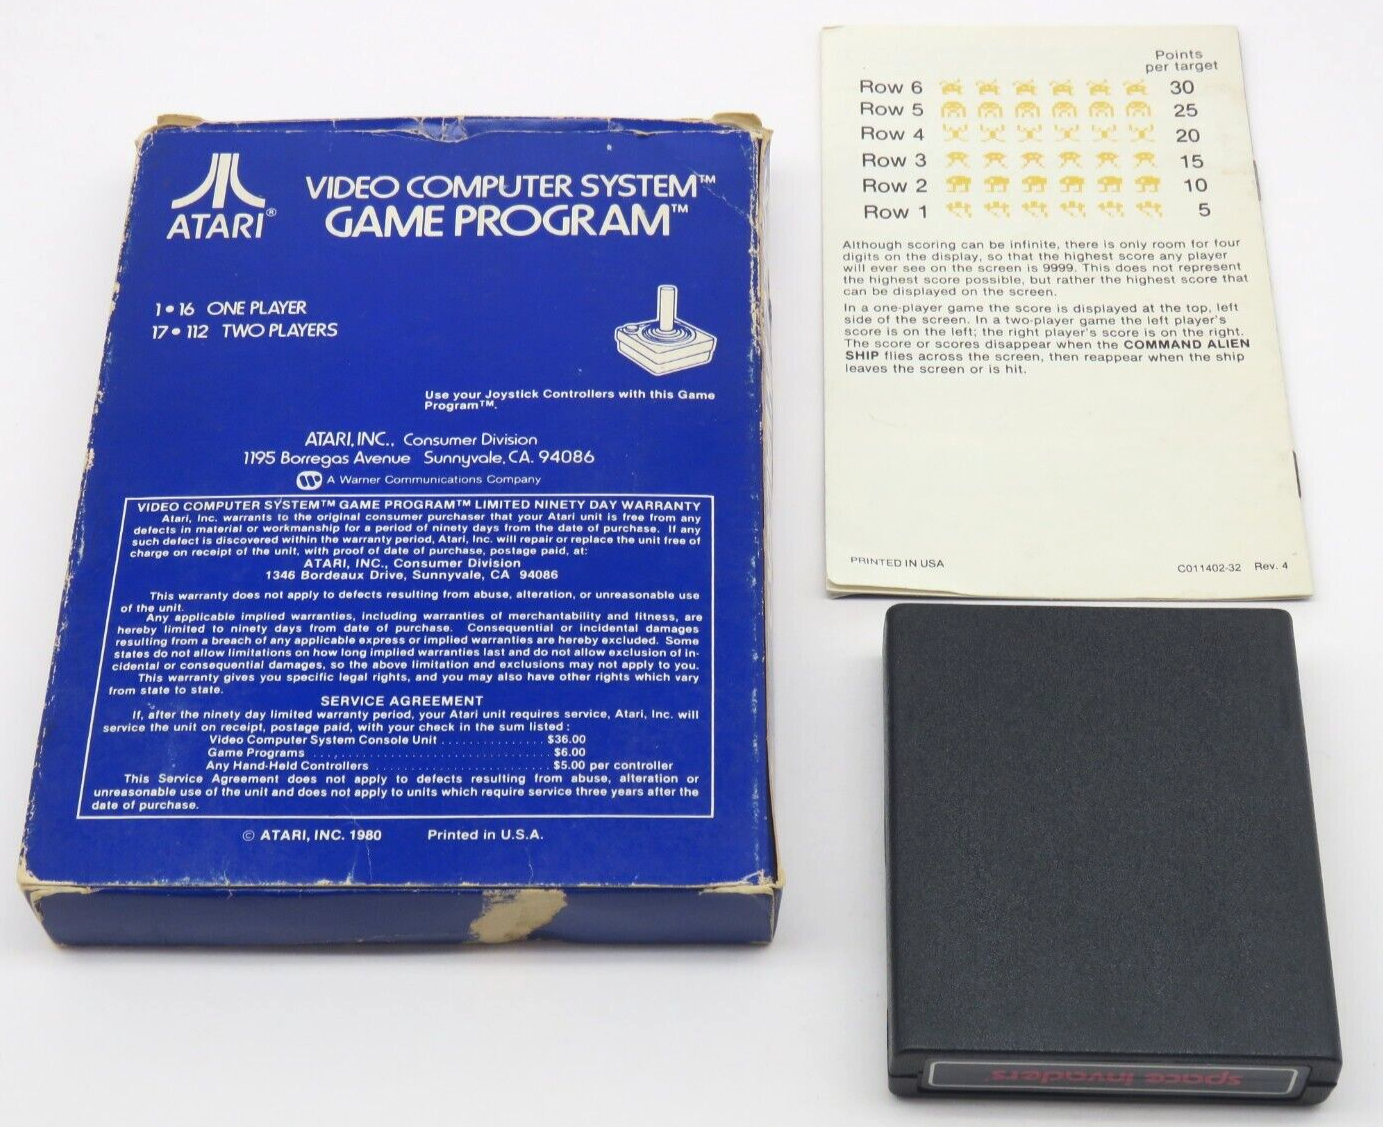 ATARI®
VIDEO COMPUTER SYSTEM™
GAME PROGRAM™
1•16 ONE PLAYER
17•112 TWO PLAYERS
Use your Joystick Controllers with this Game
Program™.
ATARI, INC., Consumer Division
1195 Borregas Avenue Sunnyvale, CA. 94086
A Warner Communications Company
VIDEO COMPUTER SYSTEM™ GAME PROGRAM™ LIMITED NINETY DAY WARRANTY
Atari, Inc. warrants to the original consumer purchaser that your Atari unit is free from any
defects in material or workmanship for a period of ninety days from the date of purchase. If any
such defect is discovered within the warranty period, Atari, Inc. will repair or replace the unit free of
charge on receipt of the unit, with proof of date of purchase, postage paid, at:
ATARI, INC., Consumer Division
1346 Bordeaux Drive, Sunnyvale, CA 94086
This warranty does not apply to defects resulting from abuse, alteration, or unreasonable use
of the unit.
Any applicable implied warranties, including warranties of merchantability and fitness, are
hereby limited to ninety days from date of purchase. Consequential or incidental damages
resulting from a breach of any applicable express or implied warranties are hereby excluded. Some
states do not allow limitations on how long implied warranties last and do not allow exclusion of in-
cidental or consequential damages, so the above limitation and exclusions may not apply to you.
This warranty gives you specific legal rights, and you may also have other rights which vary
from state to state.
SERVICE AGREEMENT
If, after the ninety day limited warranty period, your Atari unit requires service, Atari, Inc. will
service the unit on receipt, postage paid, with your check in the sum listed:
Video Computer System Console Unit ................ $36.00
Game Programs ................................ $6.00
Any Hand-Held Controllers ........................ $5.00 per controller
This Service Agreement does not apply to defects resulting from abuse, alteration or
unreasonable use of the unit and does not apply to units which require service three years after the
date of purchase.
© ATARI, INC. 1980 Printed in U.S.A.
Points
per target
Row 6 30
Row 5 25
Row 4 20
Row 3 15
Row 2 10
Row 1 5
Although scoring can be infinite, there is only room for four
digits on the display, so that the highest score any player
will ever see on the screen is 9999. This does not represent
the highest score possible, but rather the highest score that
can be displayed on the screen.
In a one-player game the score is displayed at the top, left
side of the screen. In a two-player game the left player's
score is on the left; the right player's score is on the right.
The score or scores disappear when the COMMAND ALIEN
SHIP flies across the screen, then reappear when the ship
leaves the screen or is hit.
PRINTED IN USA
C011402-32 Rev. 4
space invaders